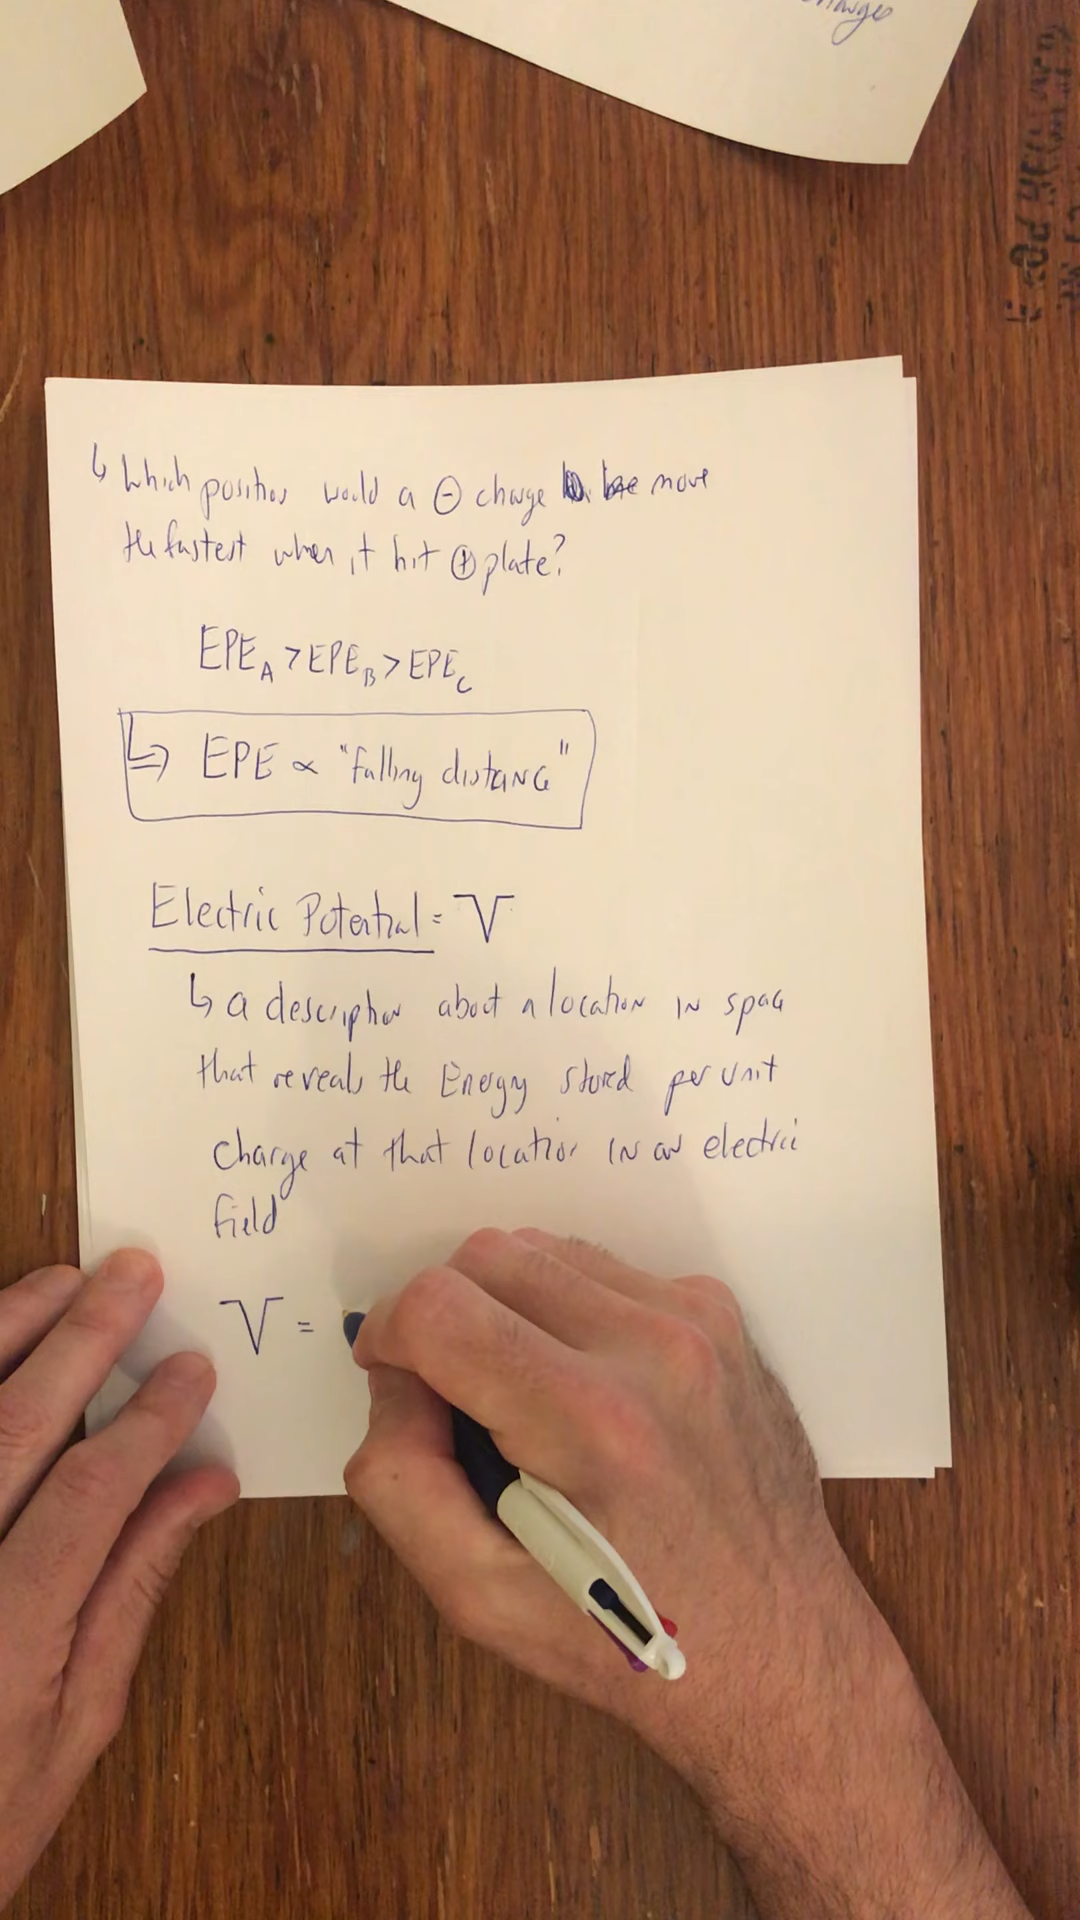 charges
↳ Which position would a ⊖ charge move
the fastest when it hit ⊕ plate?
EPE_A > EPE_B > EPE_C
↳ EPE ∝ "falling distance"
Electric Potential = V
↳ a description about a location in space
that reveals the Energy stored per unit
charge at that location in an electric
field
V =